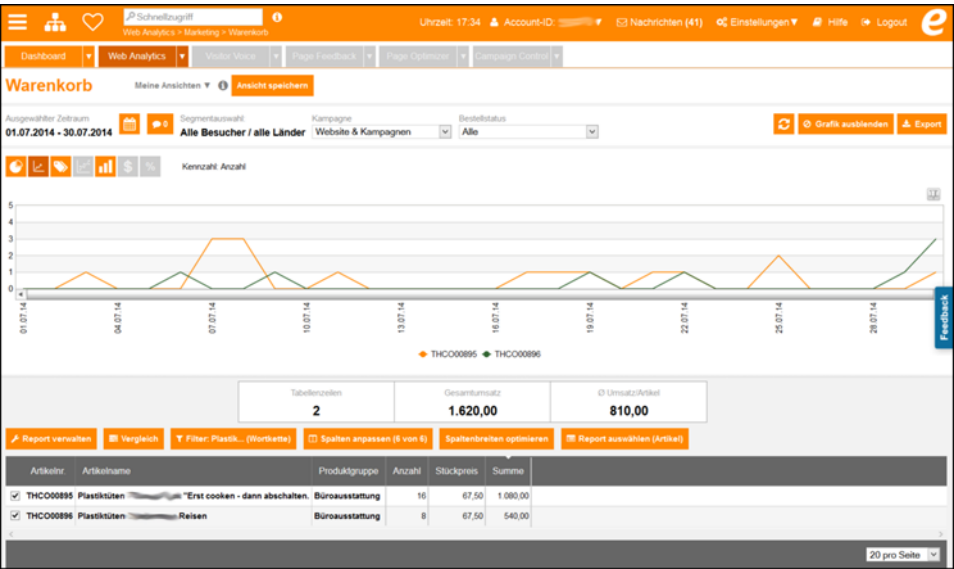 Schnellzugriff
Web Analytics > Marketing > Warenkorb
Uhrzeit: 17:34 Account-ID: Nachrichten (41) Einstellungen ▼ Hilfe Logout e
Dashboard ▼ Web Analytics ▼ Visitor Voice ▼ Page Feedback ▼ Page Optimizer ▼ Campaign Control ▼
Warenkorb Meine Ansichten ▼ Ansicht speichern
Ausgewählter Zeitraum Segmentauswahl: Kampagne Bestellstatus
01.07.2014 - 30.07.2014 0 Alle Besucher / alle Länder Website & Kampagnen Alle Grafik ausblenden Export
$ % Kennzahl: Anzahl
5
4
3
2
1
0
01.07.14 04.07.14 07.07.14 10.07.14 13.07.14 16.07.14 19.07.14 22.07.14 25.07.14 28.07.14
Feedback
THCO00895 THCO00896
Tabellenzeilen Gesamtumsatz Ø Umsatz/Artikel
2 1.620,00 810,00
Report verwalten Vergleich Filter: Plastik... (Wortkette) Spalten anpassen (6 von 6) Spaltenbreiten optimieren Report auswählen (Artikel)
Artikelnr. Artikelname Produktgruppe Anzahl Stückpreis Summe
THCO00895 Plastiktüten "Erst cooken - dann abschalten. Büroausstattung 16 67,50 1.080,00
THCO00896 Plastiktüten Reisen Büroausstattung 8 67,50 540,00
20 pro Seite